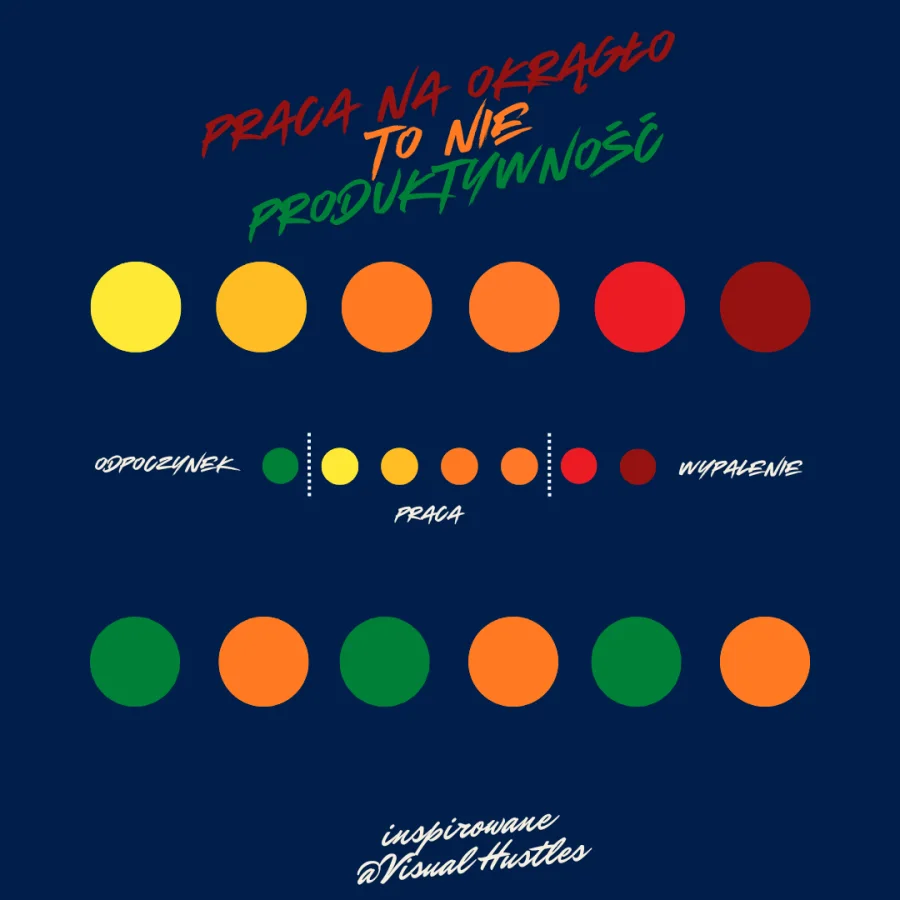 PRACA NA OKRĄGŁO
TO NIE
PRODUKTYWNOŚĆ
ODPOCZYNEK
WYPALENIE
PRACA
inspirowane
@Visual Hustles